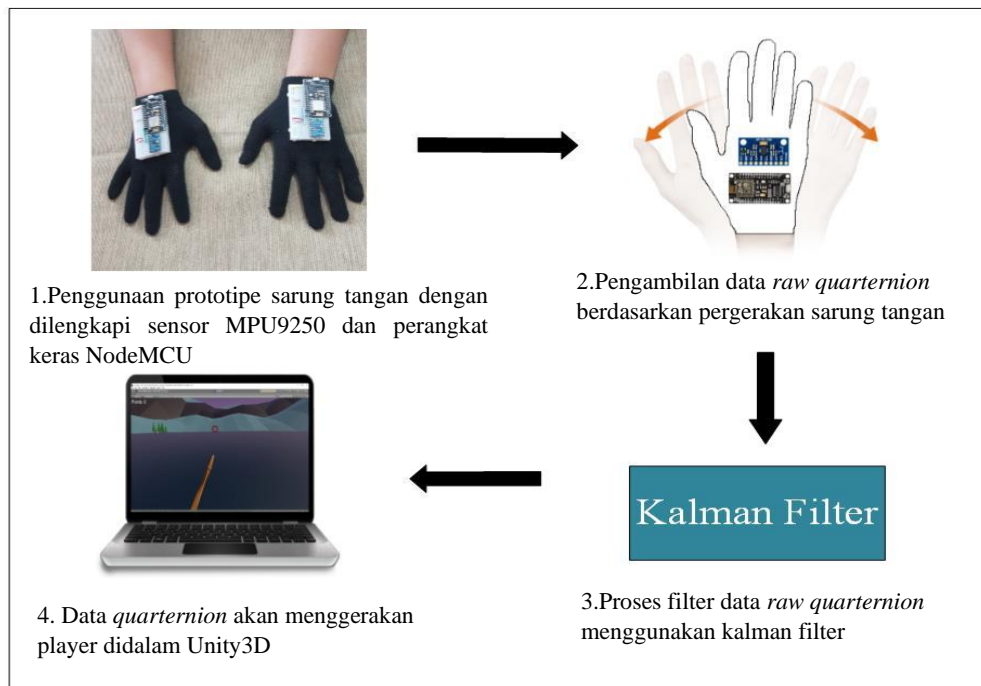 1.Penggunaan prototipe sarung tangan dengan
dilengkapi sensor MPU9250 dan perangkat
keras NodeMCU
2.Pengambilan data raw quarternion
berdasarkan pergerakan sarung tangan
Kalman Filter
3.Proses filter data raw quarternion
menggunakan kalman filter
4. Data quarternion akan menggerakan
player didalam Unity3D